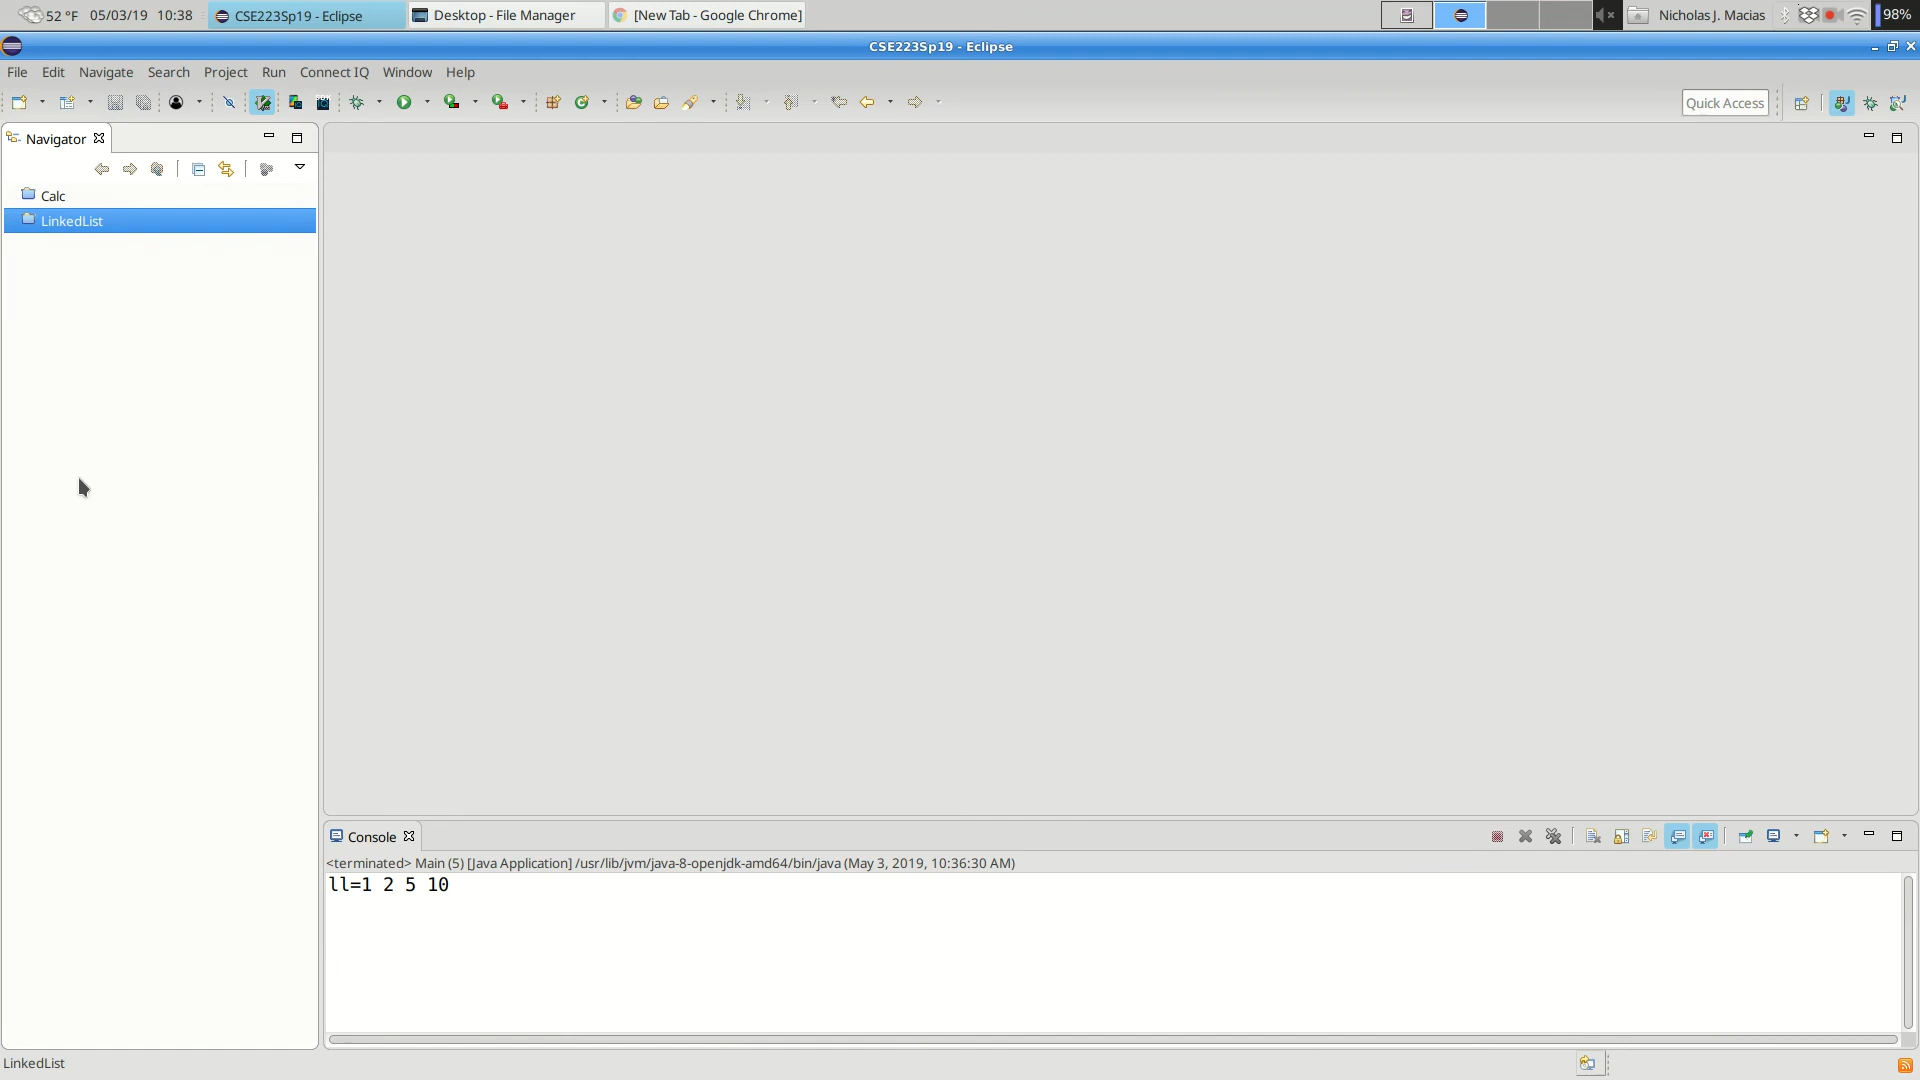 52 °F 05/03/19 10:38 CSE223Sp19 - Eclipse Desktop - File Manager [New Tab - Google Chrome] Nicholas J. Macias 98%
CSE223Sp19 - Eclipse
File Edit Navigate Search Project Run Connect IQ Window Help
Quick Access
Navigator
Calc
LinkedList
Console
<terminated> Main (5) [Java Application] /usr/lib/jvm/java-8-openjdk-amd64/bin/java (May 3, 2019, 10:36:30 AM)
ll=1 2 5 10
LinkedList